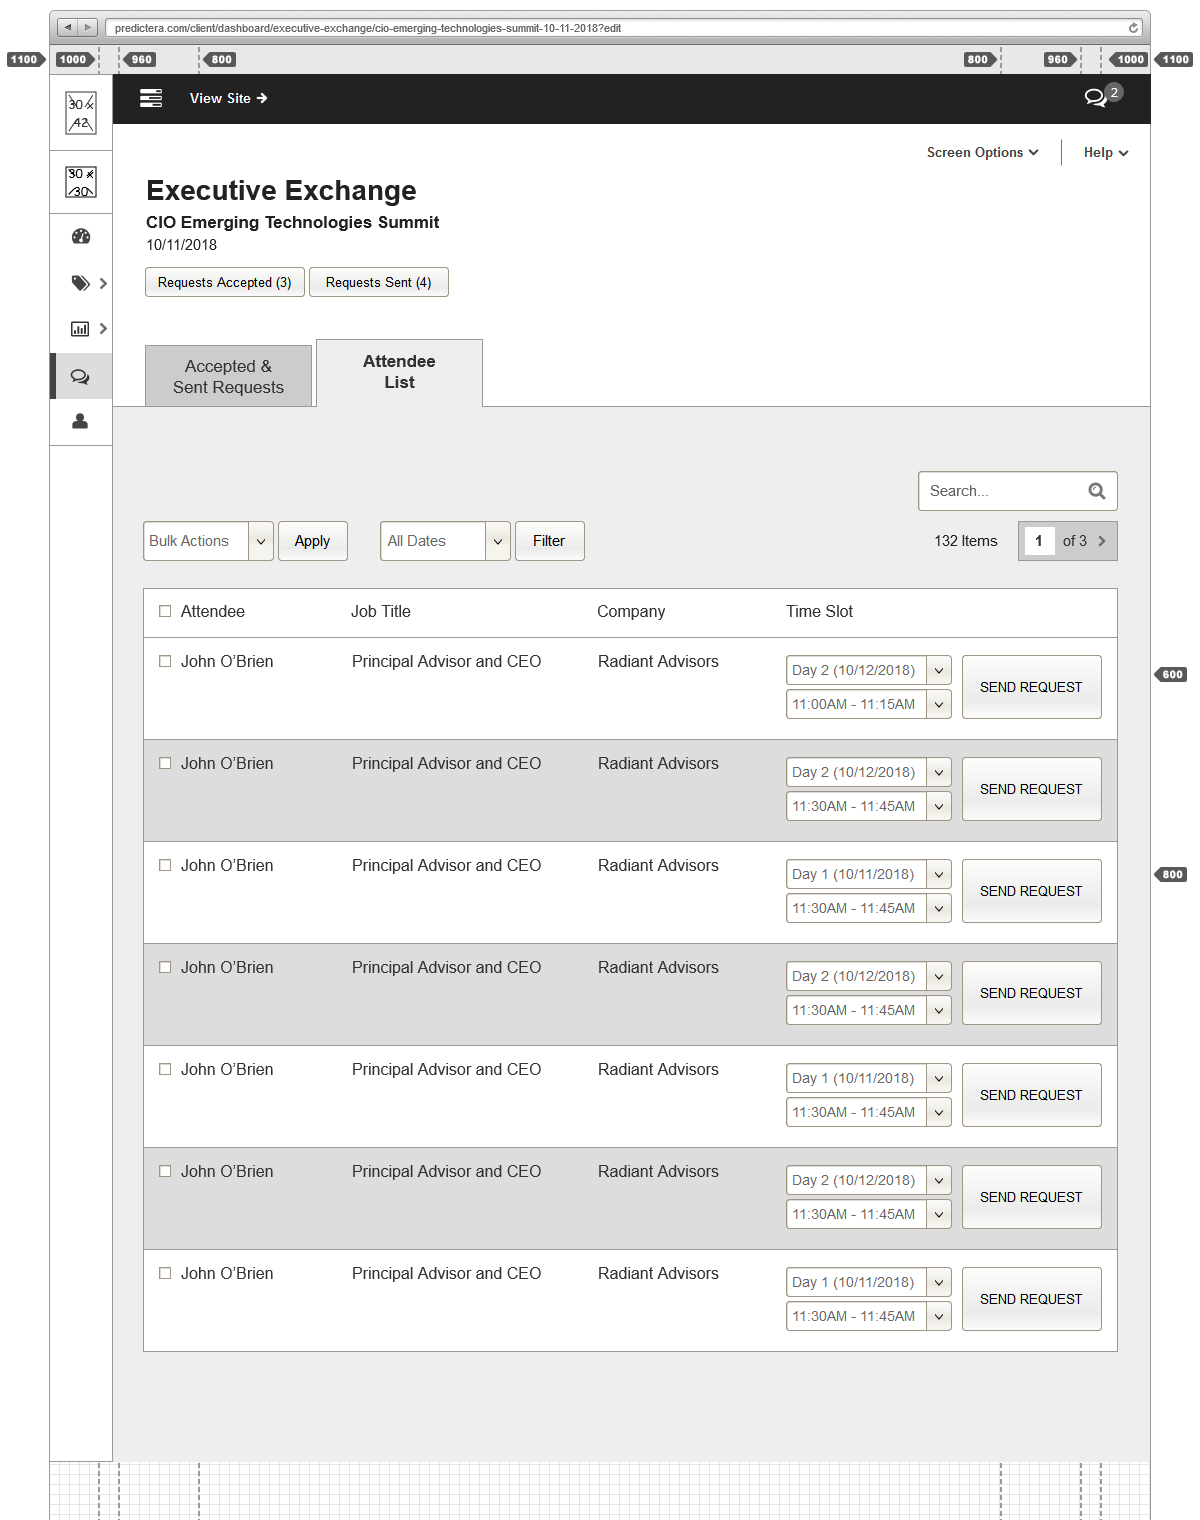 predictera.com/client/dashboard/executive-exchange/cio-emerging-technologies-summit-10-11-2018?edit
1100 1000 960 800 800 960 1000 1100
30 x
42
View Site
2
Screen Options Help
30 x
30
Executive Exchange
CIO Emerging Technologies Summit
10/11/2018
Requests Accepted (3) Requests Sent (4)
Accepted &
Sent Requests
Attendee
List
Search...
Bulk Actions Apply All Dates Filter 132 Items 1 of 3
Attendee Job Title Company Time Slot
John O’Brien Principal Advisor and CEO Radiant Advisors Day 2 (10/12/2018)
11:00AM - 11:15AM
SEND REQUEST
600
John O’Brien Principal Advisor and CEO Radiant Advisors Day 2 (10/12/2018)
11:30AM - 11:45AM
SEND REQUEST
John O’Brien Principal Advisor and CEO Radiant Advisors Day 1 (10/11/2018)
11:30AM - 11:45AM
SEND REQUEST
800
John O’Brien Principal Advisor and CEO Radiant Advisors Day 2 (10/12/2018)
11:30AM - 11:45AM
SEND REQUEST
John O’Brien Principal Advisor and CEO Radiant Advisors Day 1 (10/11/2018)
11:30AM - 11:45AM
SEND REQUEST
John O’Brien Principal Advisor and CEO Radiant Advisors Day 2 (10/12/2018)
11:30AM - 11:45AM
SEND REQUEST
John O’Brien Principal Advisor and CEO Radiant Advisors Day 1 (10/11/2018)
11:30AM - 11:45AM
SEND REQUEST